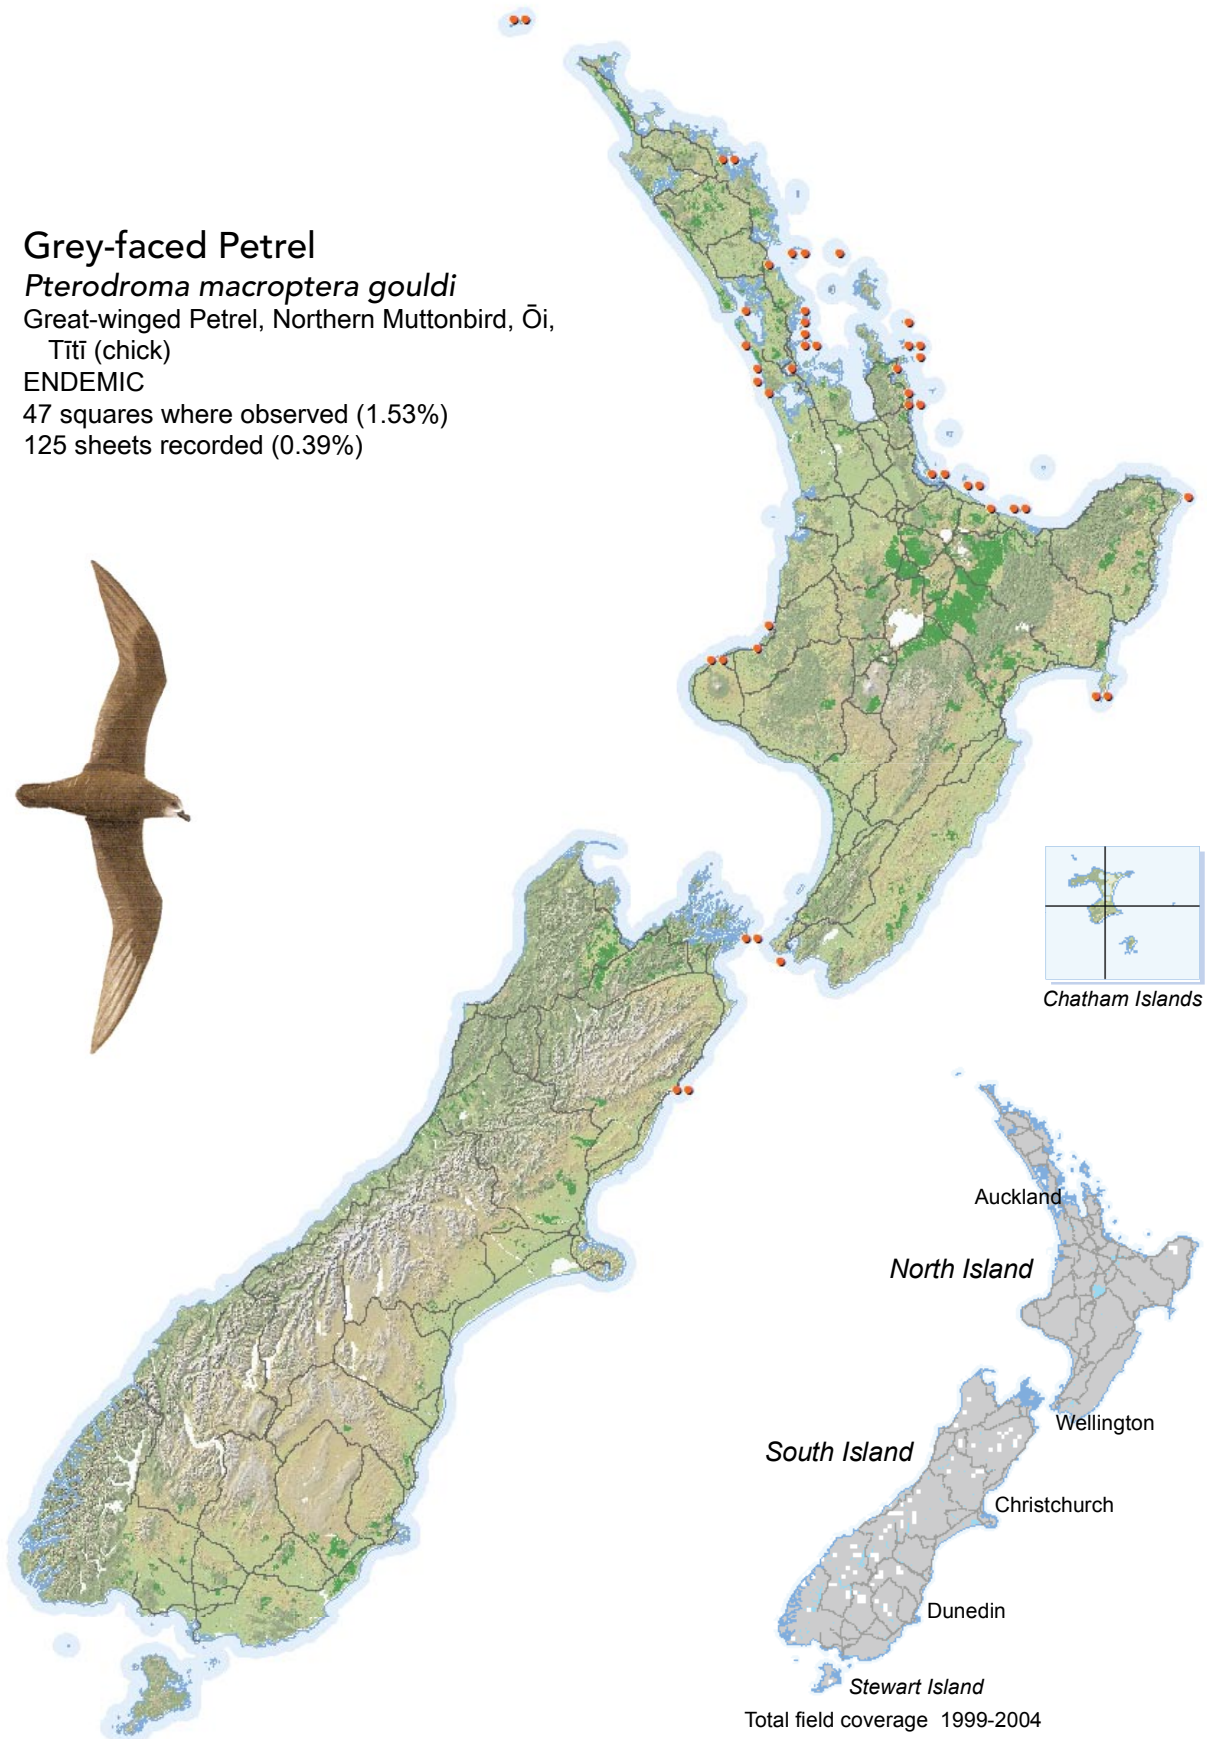 Grey-faced Petrel
Pterodroma macroptera gouldi
Great-winged Petrel, Northern Muttonbird, Ōi,
Tītī (chick)
ENDEMIC
47 squares where observed (1.53%)
125 sheets recorded (0.39%)
Chatham Islands
Auckland
North Island
Wellington
South Island
Christchurch
Dunedin
Stewart Island
Total field coverage 1999-2004